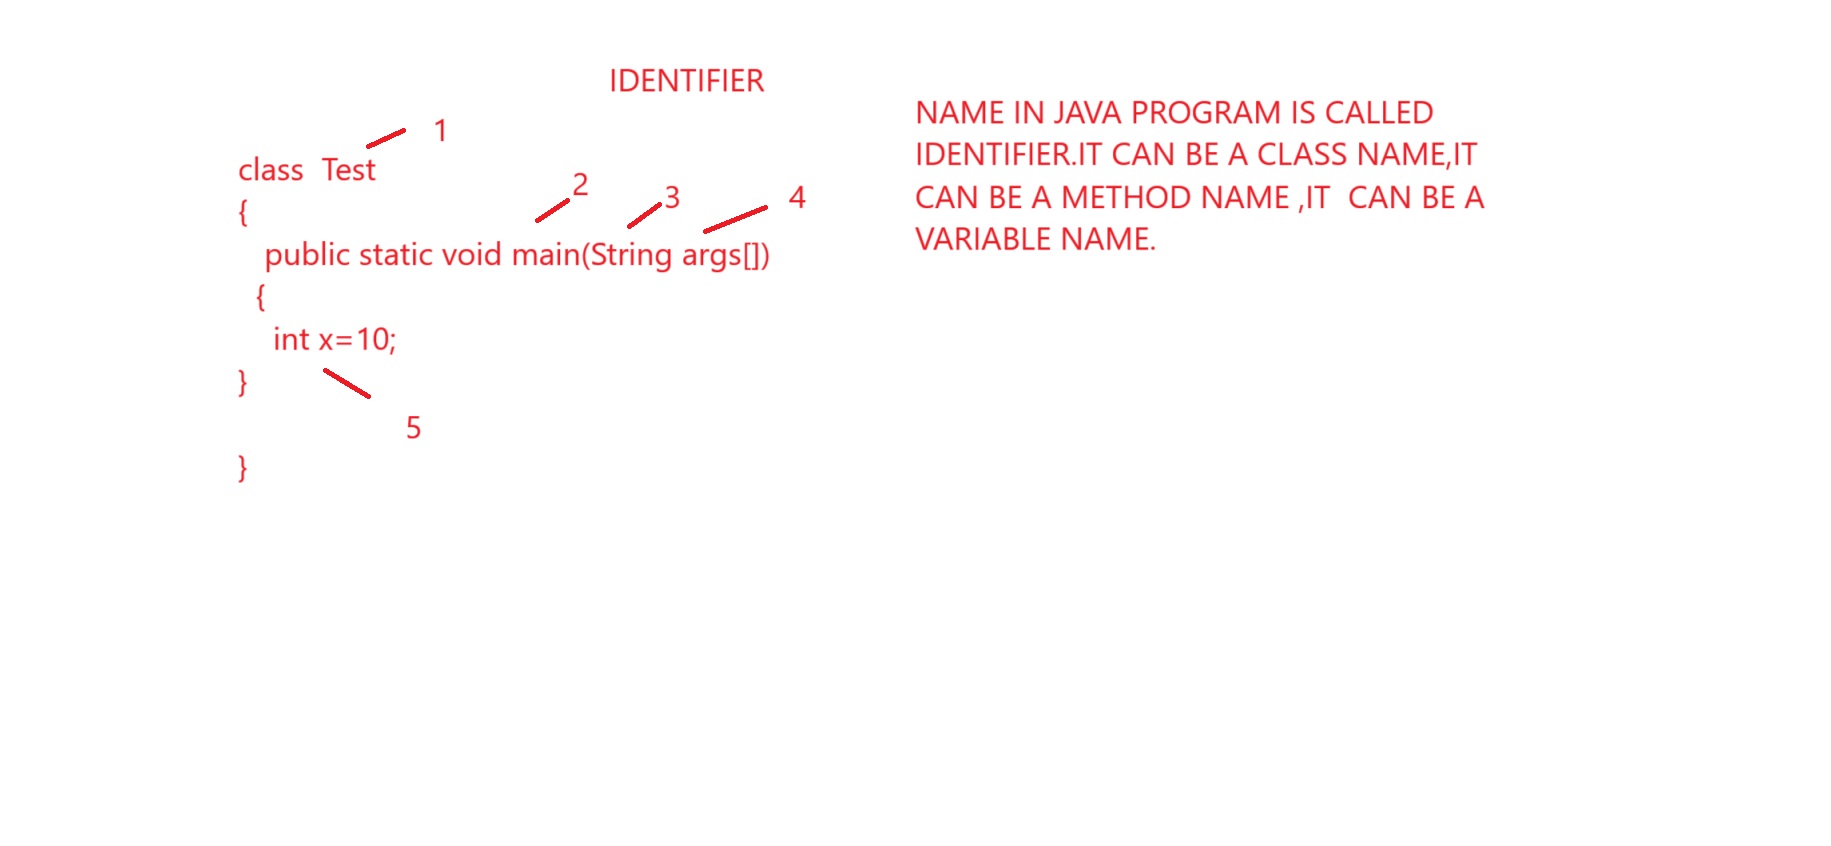 IDENTIFIER
1
class  Test
2
3
4
{
public static void main(String args[])
{
int x=10;
}
5
}
NAME IN JAVA PROGRAM IS CALLED
IDENTIFIER.IT CAN BE A CLASS NAME,IT
CAN BE A METHOD NAME ,IT  CAN BE A
VARIABLE NAME.